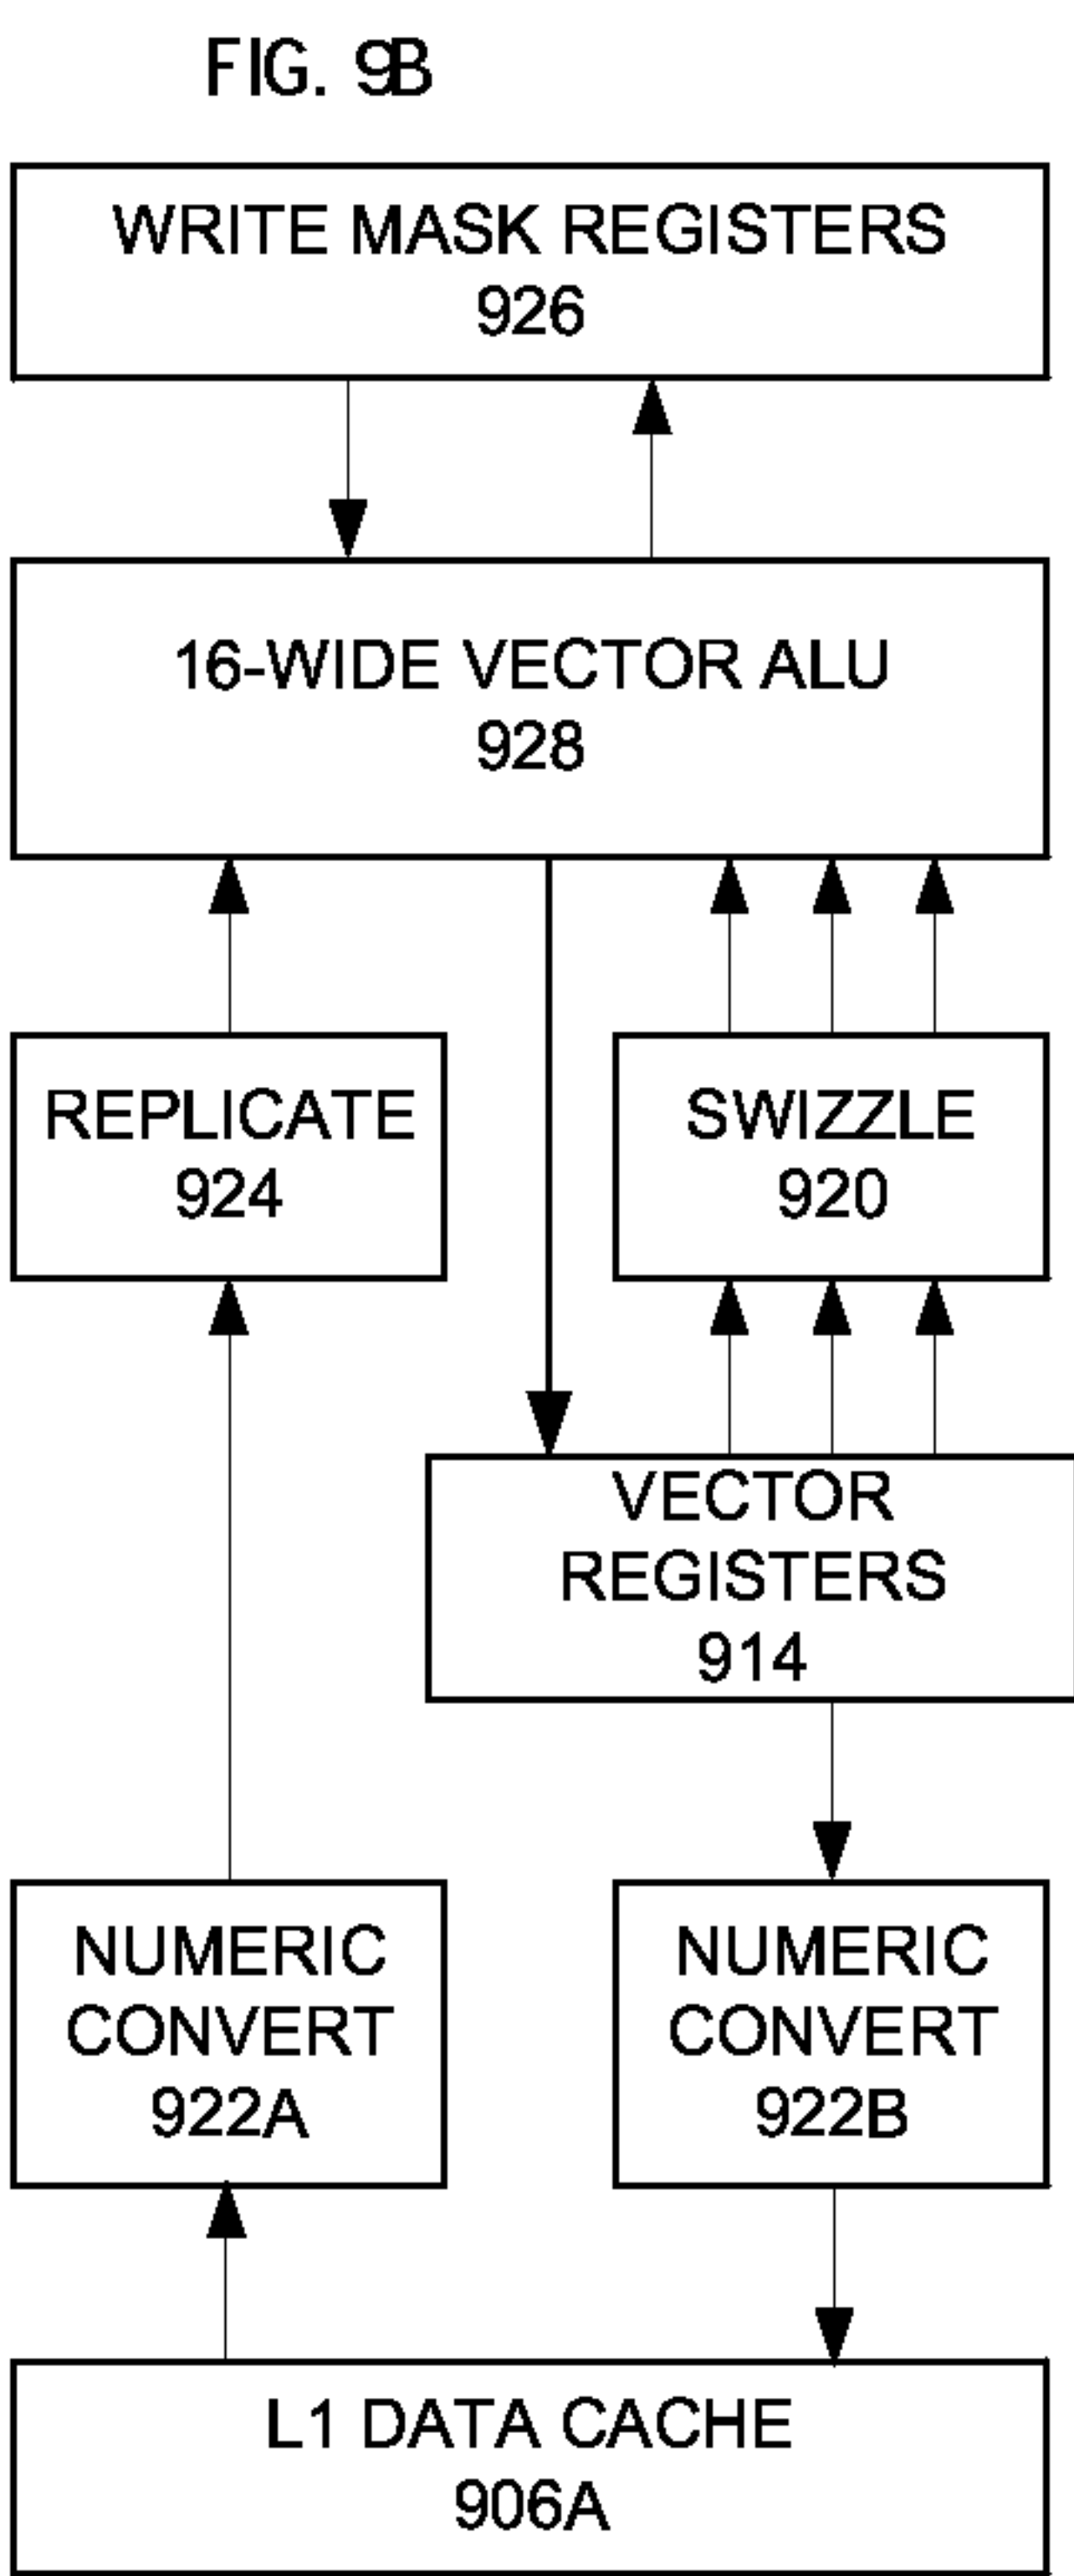 FIG. 9B
WRITE MASK REGISTERS
926
16-WIDE VECTOR ALU
928
REPLICATE
924
SWIZZLE
920
VECTOR
REGISTERS
914
NUMERIC
CONVERT
922A
NUMERIC
CONVERT
922B
L1 DATA CACHE
906A